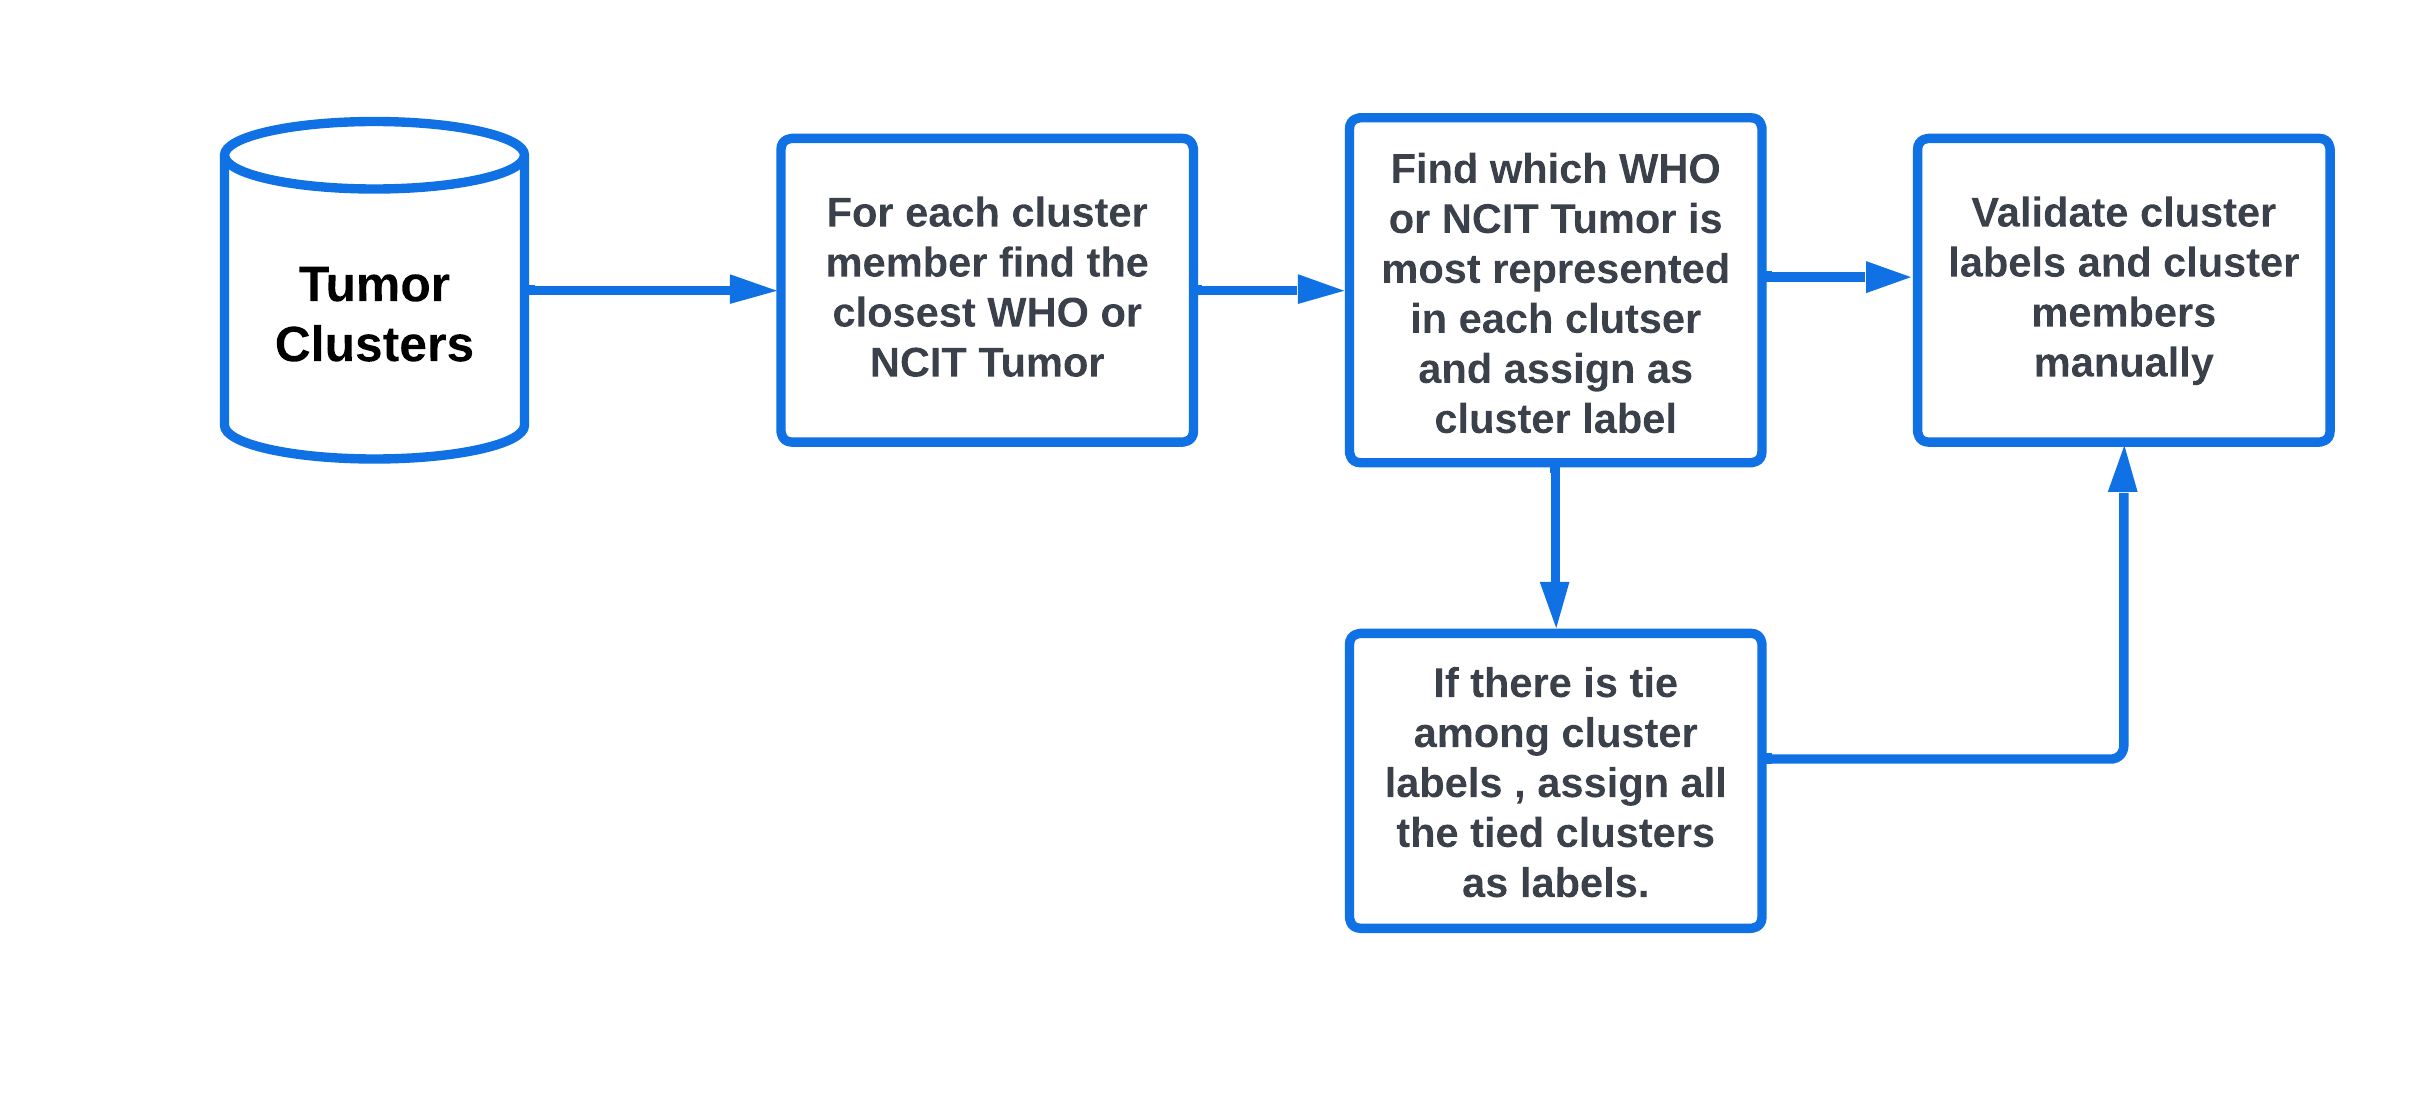 Tumor
Clusters
For each cluster
member find the
closest WHO or
NCIT Tumor
Find which WHO
or NCIT Tumor is
most represented
in each clutser
and assign as
cluster label
Validate cluster
labels and cluster
members
manually
If there is tie
among cluster
labels , assign all
the tied clusters
as labels.